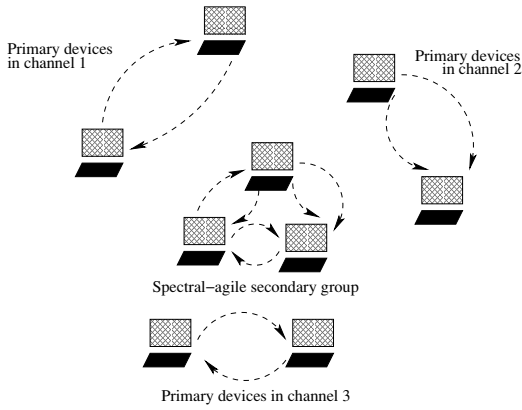 Primary devices
in channel 1
Primary devices
in channel 2
Spectral−agile secondary group
Primary devices in channel 3